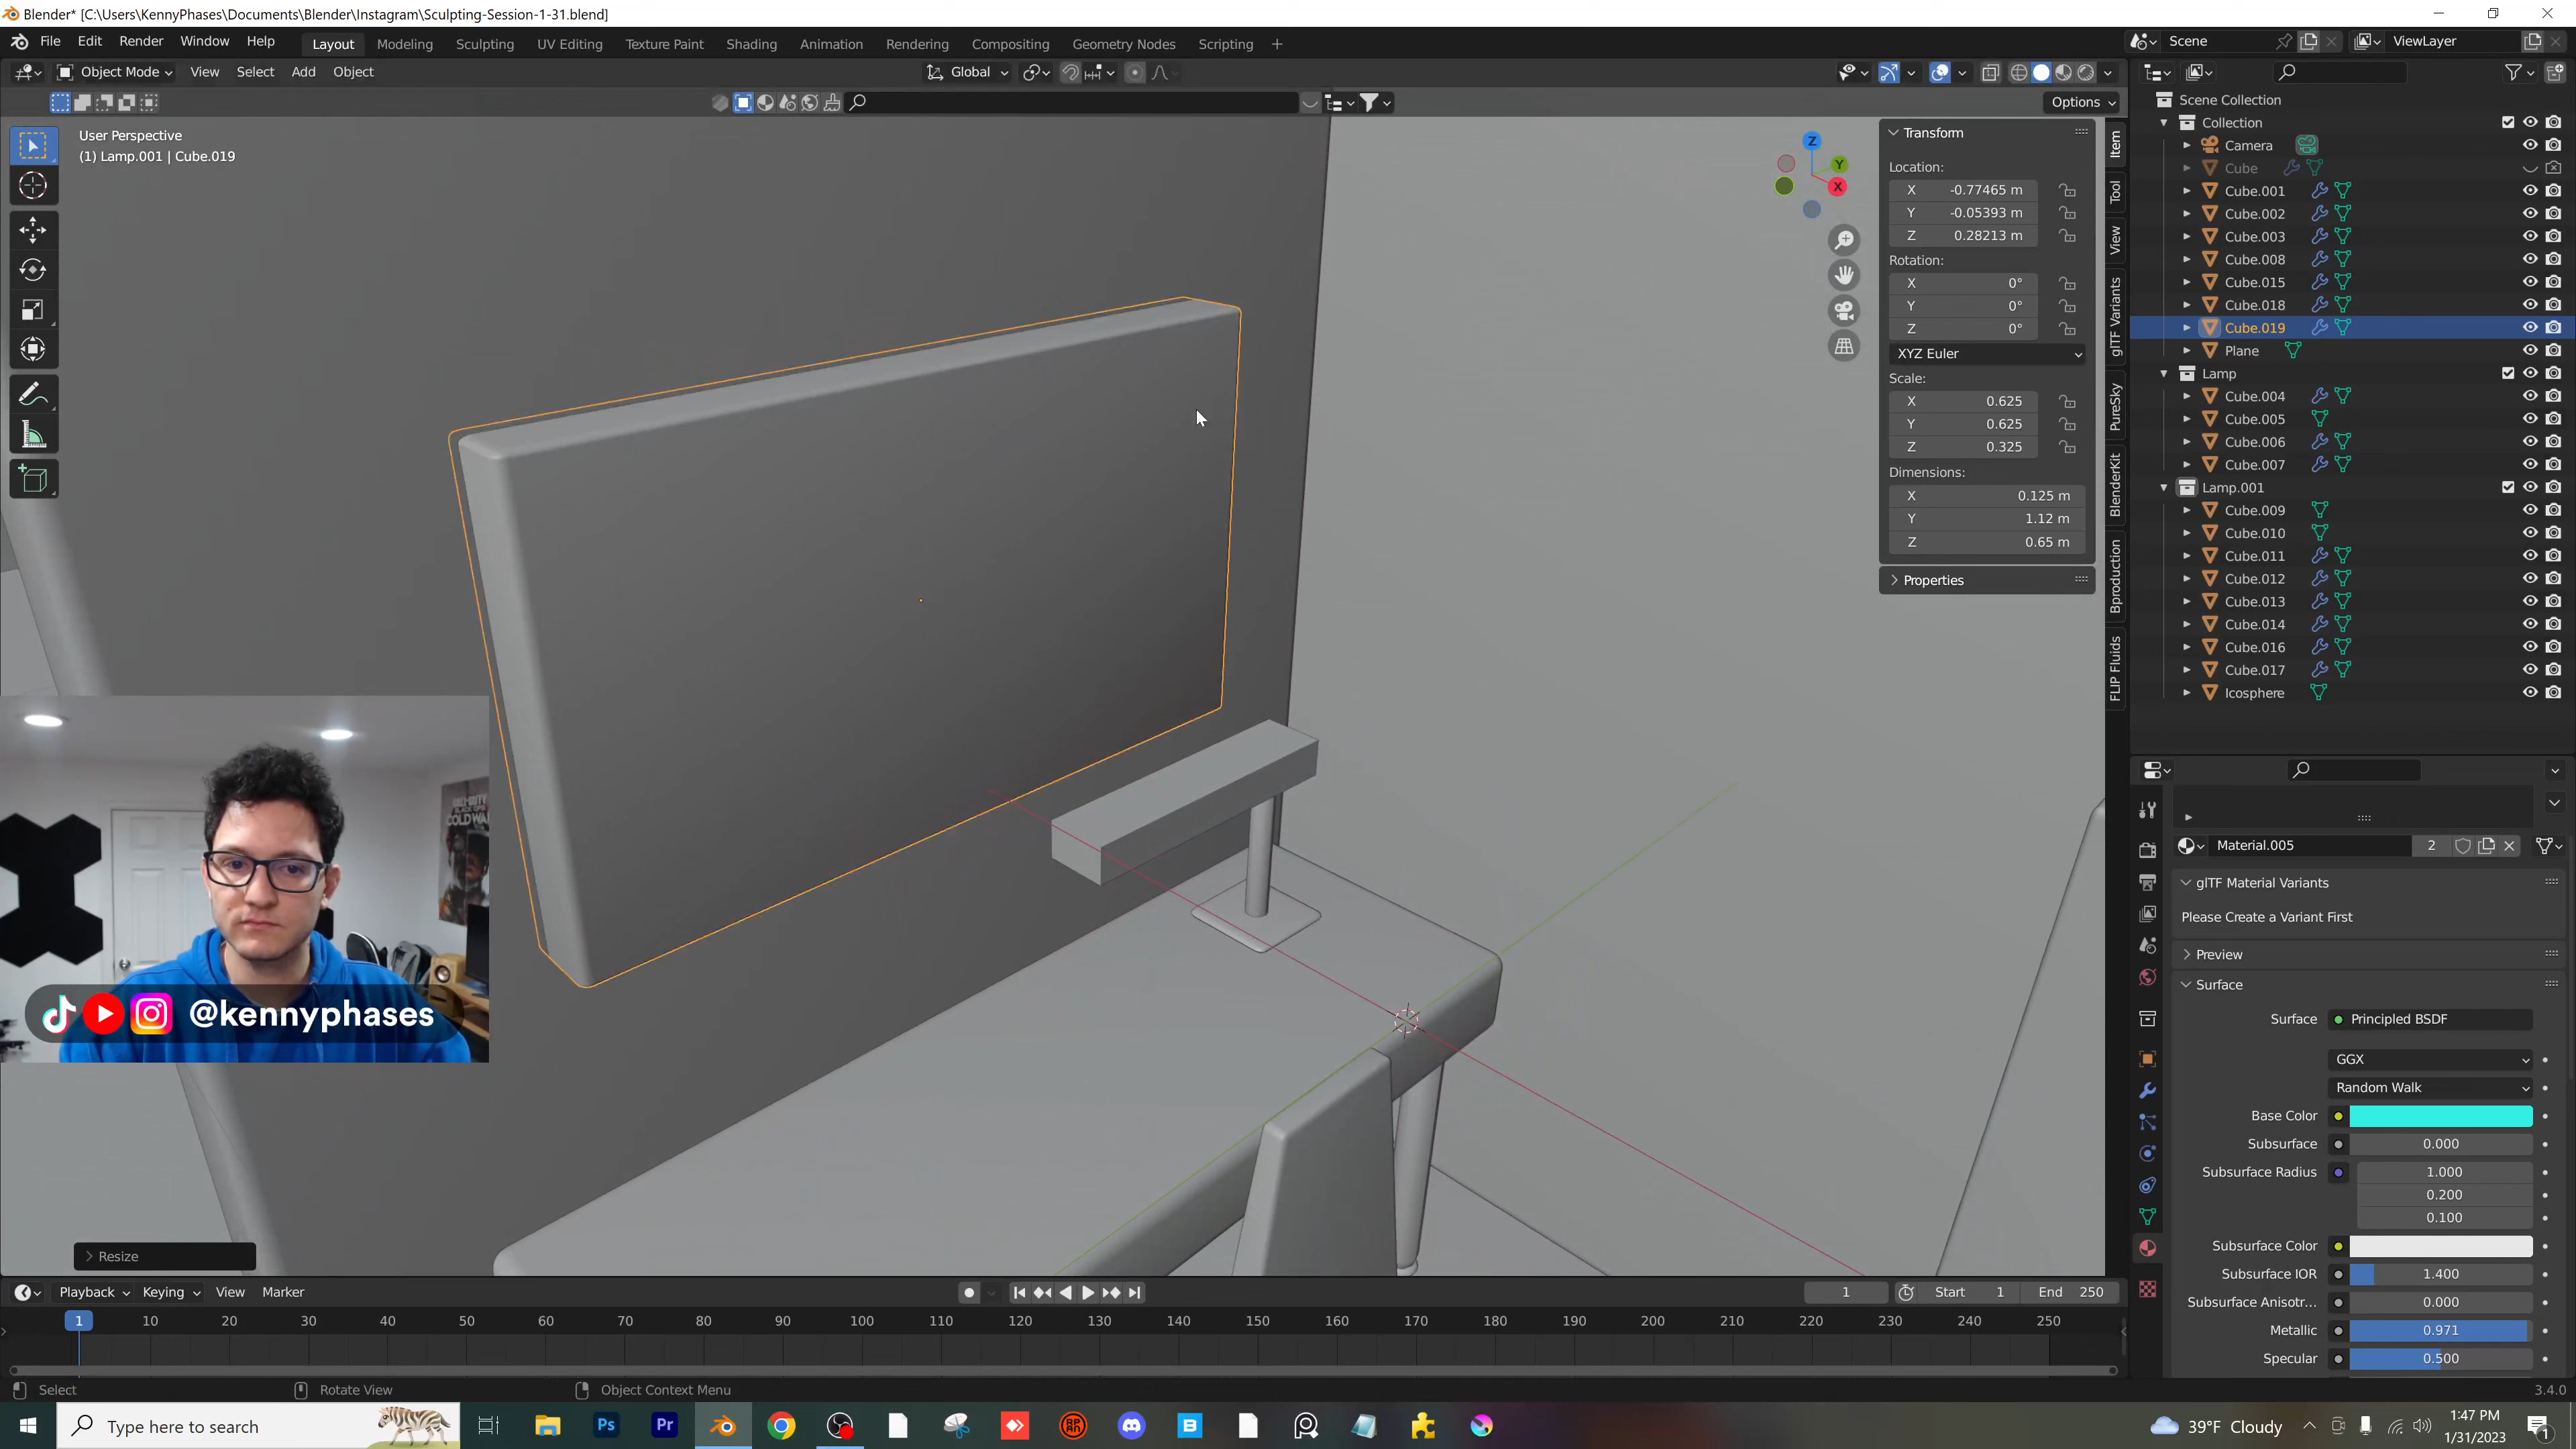 Blender* [C:\Users\KennyPhases\Documents\Blender\Instagram\Sculpting-Session-1-31.blend]
File Edit Render Window Help Layout Modeling Sculpting UV Editing Texture Paint Shading Animation Rendering Compositing Geometry Nodes Scripting + Scene ViewLayer
Object Mode View Select Add Object Global
Options
User Perspective
(1) Lamp.001 | Cube.019
Z
Y
X
Transform
Location:
X -0.77465 m
Y -0.05393 m
Z 0.28213 m
Rotation:
X 0°
Y 0°
Z 0°
XYZ Euler
Scale:
X 0.625
Y 0.625
Z 0.325
Dimensions:
X 0.125 m
Y 1.12 m
Z 0.65 m
Properties
Item
Tool
View
glTF Variants
PureSky
BlenderKit
Bproduction
FLIP Fluids
Scene Collection
Collection
Camera
Cube
Cube.001
Cube.002
Cube.003
Cube.008
Cube.015
Cube.018
Cube.019
Plane
Lamp
Cube.004
Cube.005
Cube.006
Cube.007
Lamp.001
Cube.009
Cube.010
Cube.011
Cube.012
Cube.013
Cube.014
Cube.016
Cube.017
Icosphere
Material.005 2
glTF Material Variants
Please Create a Variant First
Preview
Surface
Surface Principled BSDF
GGX
Random Walk
Base Color
Subsurface 0.000
Subsurface Radius 1.000
0.200
0.100
Subsurface Color
Subsurface IOR 1.400
Subsurface Anisotr... 0.000
Metallic 0.971
Specular 0.500
COLD WAR
@kennyphases
Resize
Playback Keying View Marker 1 Start 1 End 250
1 10 20 30 40 50 60 70 80 90 100 110 120 130 140 150 160 170 180 190 200 210 220 230 240 250
Select Rotate View Object Context Menu 3.4.0
Type here to search Ps Pr 39°F Cloudy 1:47 PM
1/31/2023